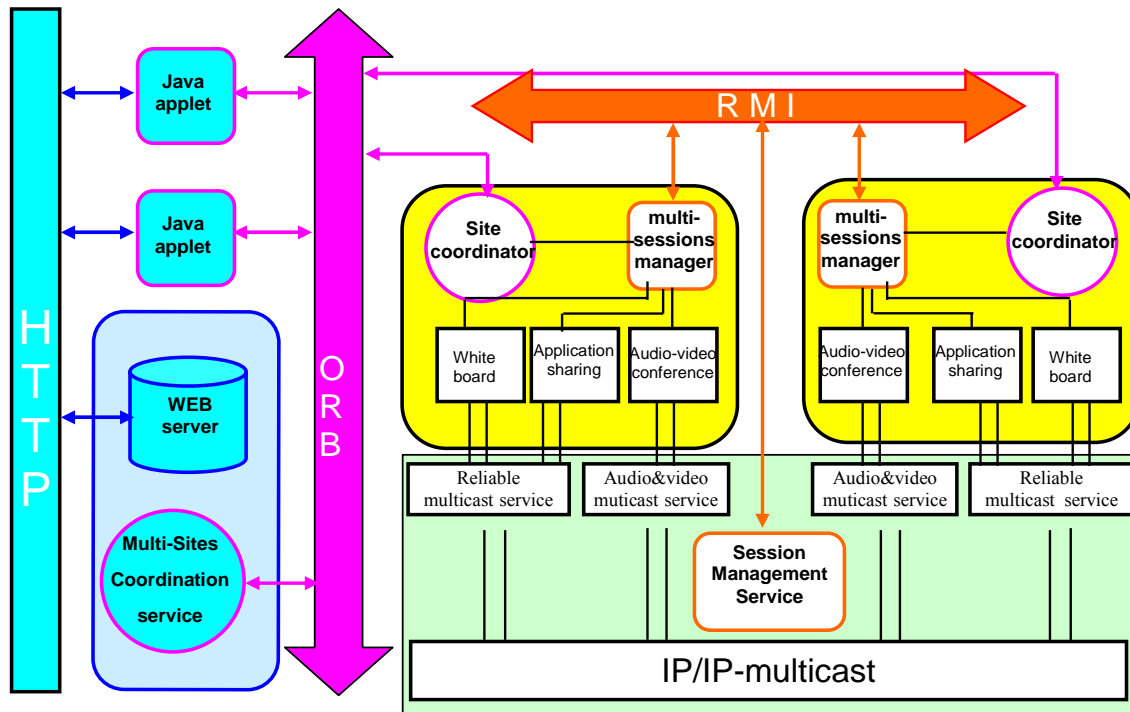 HTTP
Java
applet
Java
applet
WEB
server
Multi-Sites
Coordination
service
ORB
RMI
Site
coordinator
multi-
sessions
manager
White
board
Application
sharing
Audio-video
conference
multi-
sessions
manager
Site
coordinator
Audio-video
conference
Application
sharing
White
board
Reliable
multicast service
Audio&video
muticast service
Audio&video
muticast service
Reliable
multicast service
Session
Management
Service
IP/IP-multicast